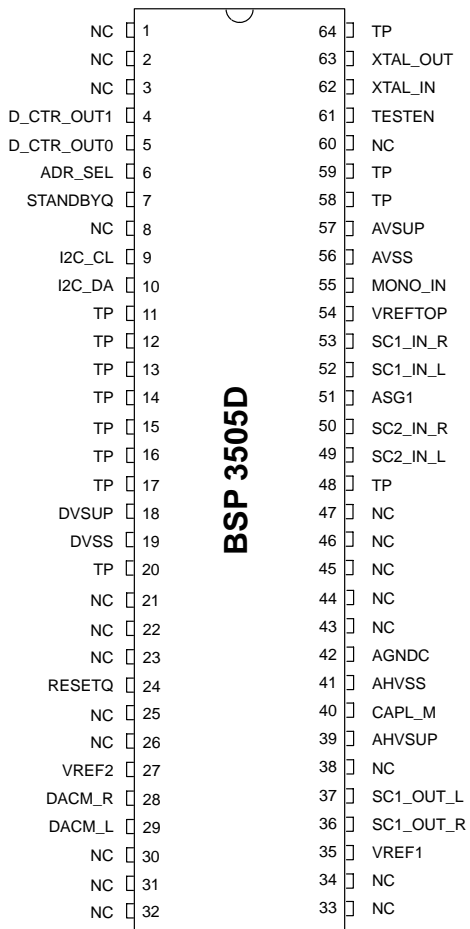 NC 1 64 TP
NC 2 63 XTAL_OUT
NC 3 62 XTAL_IN
D_CTR_OUT1 4 61 TESTEN
D_CTR_OUT0 5 60 NC
ADR_SEL 6 59 TP
STANDBYQ 7 58 TP
NC 8 57 AVSUP
I2C_CL 9 56 AVSS
I2C_DA 10 55 MONO_IN
TP 11 54 VREFTOP
TP 12 53 SC1_IN_R
TP 13 52 SC1_IN_L
TP 14 51 ASG1
TP 15 50 SC2_IN_R
TP 16 49 SC2_IN_L
TP 17 48 TP
DVSUP 18 47 NC
DVSS 19 46 NC
TP 20 45 NC
NC 21 44 NC
NC 22 43 NC
NC 23 42 AGNDC
RESETQ 24 41 AHVSS
NC 25 40 CAPL_M
NC 26 39 AHVSUP
VREF2 27 38 NC
DACM_R 28 37 SC1_OUT_L
DACM_L 29 36 SC1_OUT_R
NC 30 35 VREF1
NC 31 34 NC
NC 32 33 NC
BSP 3505D